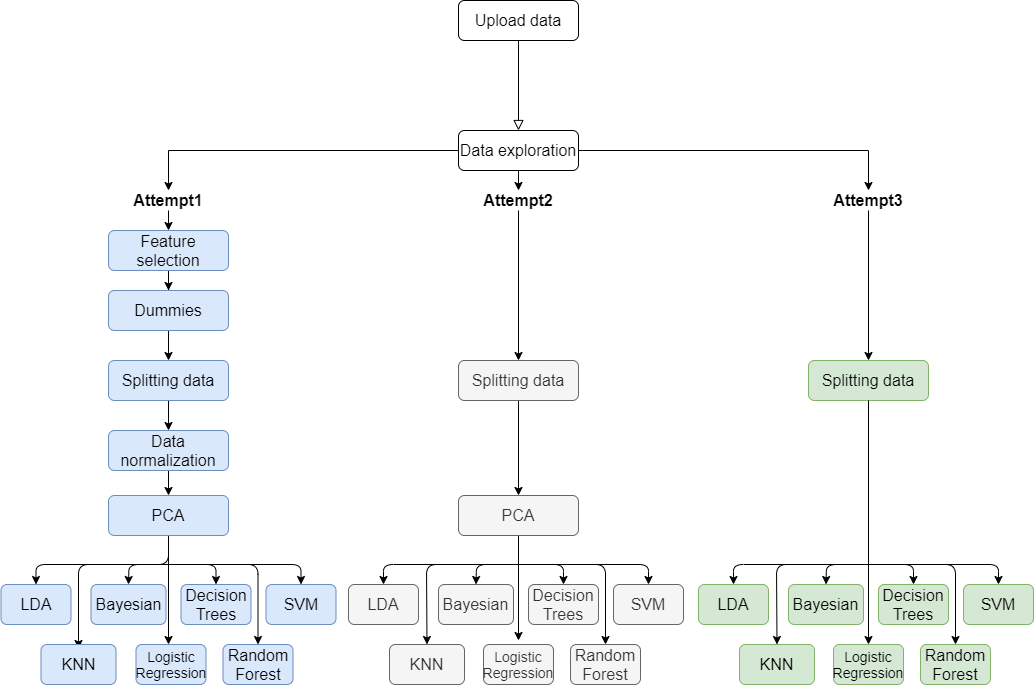 Upload data
Data exploration
Attempt1
Attempt2
Attempt3
Feature
selection
Dummies
Splitting data
Splitting data
Splitting data
Data
normalization
PCA
PCA
LDA
Bayesian
Decision
Trees
SVM
LDA
Bayesian
Decision
Trees
SVM
LDA
Bayesian
Decision
Trees
SVM
KNN
Logistic
Regression
Random
Forest
KNN
Logistic
Regression
Random
Forest
KNN
Logistic
Regression
Random
Forest